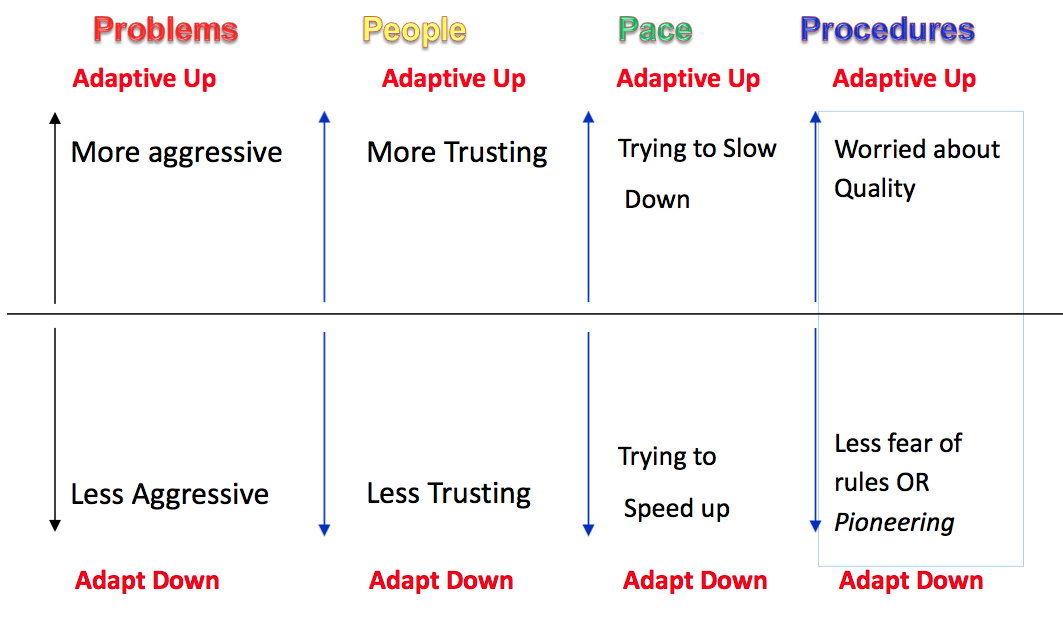 Problems
People
Pace
Procedures
Adaptive Up
Adaptive Up
Adaptive Up
Adaptive Up
More aggressive
More Trusting
Trying to Slow
Down
Worried about
Quality
Less Aggressive
Less Trusting
Trying to
Speed up
Less fear of
rules OR
Pioneering
Adapt Down
Adapt Down
Adapt Down
Adapt Down